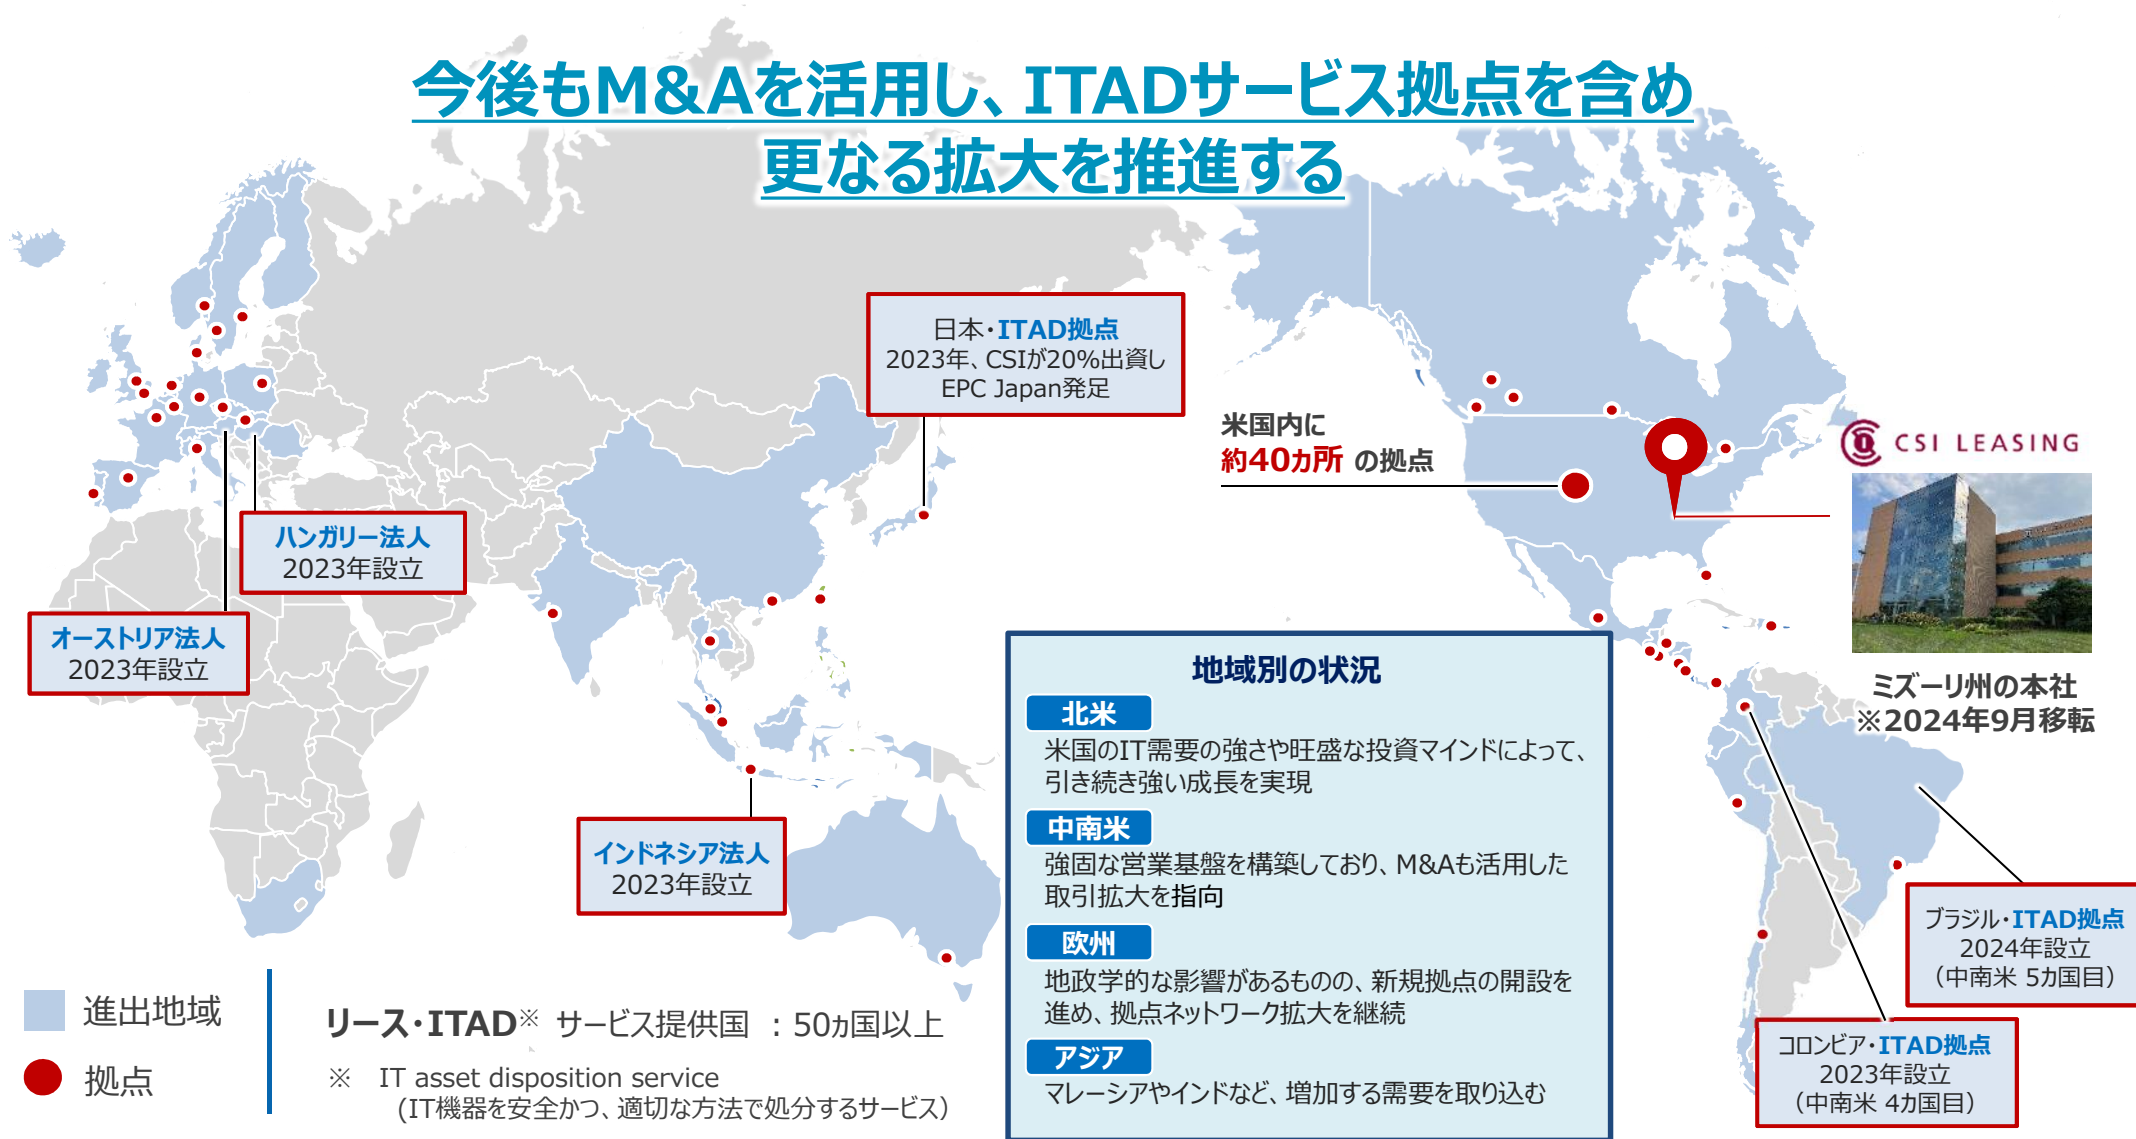 今後もM&Aを活用し、ITADサービス拠点を含め
更なる拡大を推進する
日本・ITAD拠点
2023年、CSIが20%出資し
EPC Japan発足
米国内に
約40カ所 の拠点
CSI LEASING
ミズーリ州の本社
※2024年9月移転
ハンガリー法人
2023年設立
オーストリア法人
2023年設立
インドネシア法人
2023年設立
地域別の状況
北米
米国のIT需要の強さや旺盛な投資マインドによって、
引き続き強い成長を実現
中南米
強固な営業基盤を構築しており、M&Aも活用した
取引拡大を指向
欧州
地政学的な影響があるものの、新規拠点の開設を
進め、拠点ネットワーク拡大を継続
アジア
マレーシアやインドなど、増加する需要を取り込む
ブラジル・ITAD拠点
2024年設立
（中南米 5カ国目）
コロンビア・ITAD拠点
2023年設立
（中南米 4カ国目）
進出地域
拠点
リース・ITAD※ サービス提供国 ：50ヵ国以上
※ IT asset disposition service
(IT機器を安全かつ、適切な方法で処分するサービス）